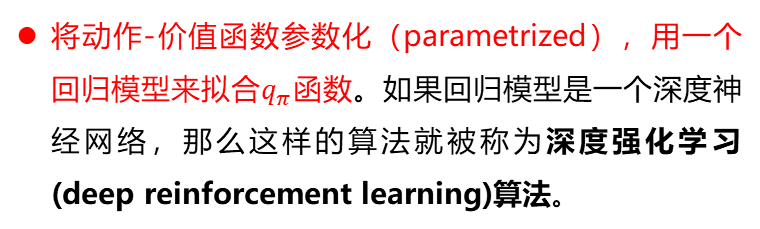 ● 将动作-价值函数参数化（parametrized），用一个
回归模型来拟合qπ函数。如果回归模型是一个深度神
经网络，那么这样的算法就被称为深度强化学习
(deep reinforcement learning)算法。